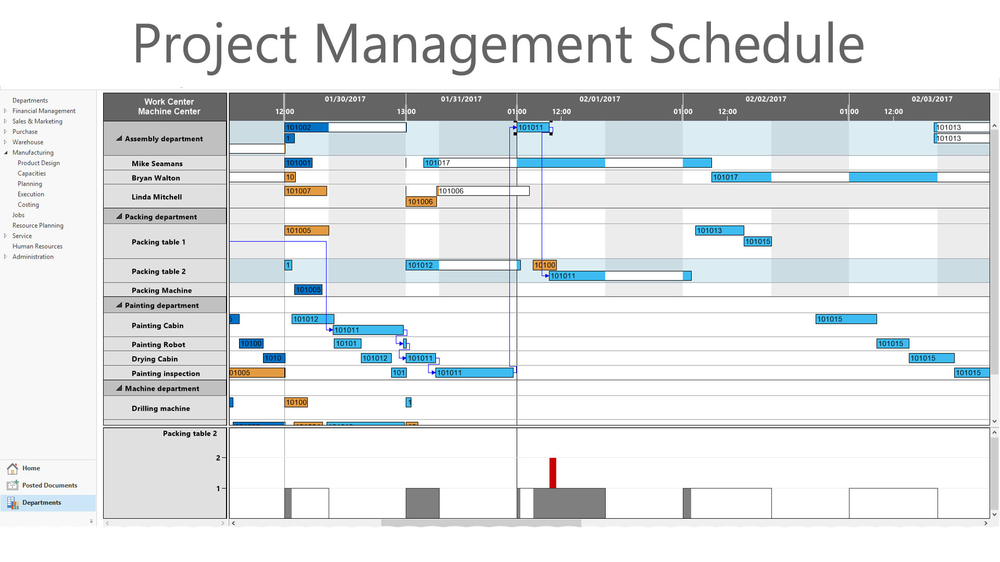 Project Management Schedule
Departments
Financial Management
Sales & Marketing
Purchase
Warehouse
Manufacturing
Product Design
Capacities
Planning
Execution
Costing
Jobs
Resource Planning
Service
Human Resources
Administration
Home
Posted Documents
Departments
Work Center
Machine Center
01/30/2017 01/31/2017 02/01/2017 02/02/2017 02/03/2017
12:00 13:00 01:00 12:00 01:00 12:00 01:00 12:00
Assembly department
101002 101011 101013
1 101013
Mike Seamans 101001 101017
Bryan Walton 10 101017
Linda Mitchell
101007 101006
101006
Packing department
Packing table 1
101005 101013
101015
Packing table 2
1 101012 10100
101011
Packing Machine 101005
Painting department
Painting Cabin
101012 101015
101011
Painting Robot 10100 10101 101015
Drying Cabin 1010 101012 101011 101015
Painting inspection 01005 101 101011 101015
Machine department
Drilling machine
10100 1
Packing table 2
2
1